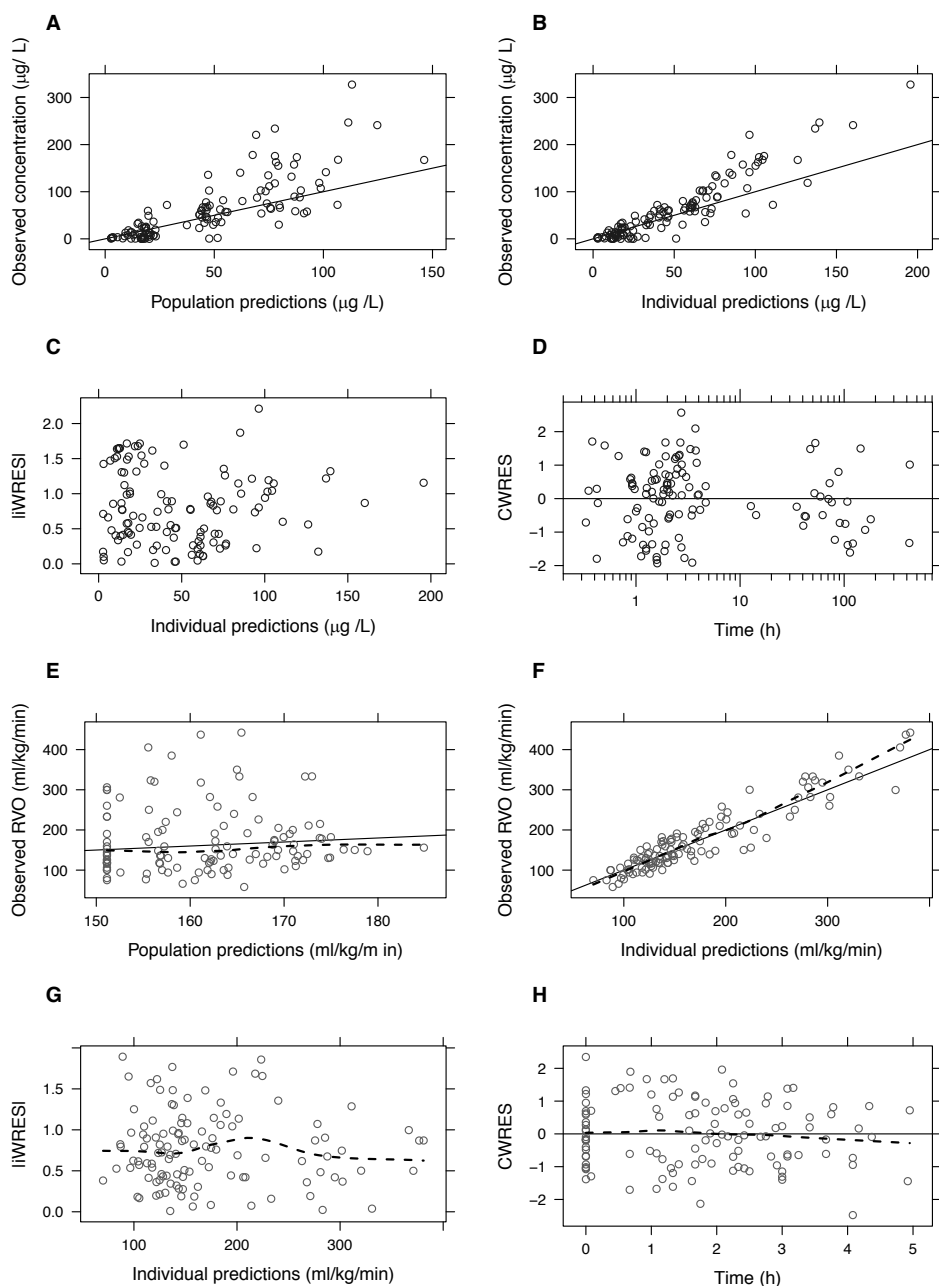 A
B
Observed concentration (µg/ L)
300
200
100
0
0
50
100
150
Population predictions (µg /L)
Observed concentration (µg/ L)
300
200
100
0
0
50
100
150
200
Individual predictions (µg /L)
C
D
IiWRESI
2.0
1.5
1.0
0.5
0.0
0
50
100
150
200
Individual predictions (µg /L)
CWRES
2
1
0
−1
−2
1
10
100
Time (h)
E
F
Observed RVO (ml/kg/min)
400
300
200
100
150
160
170
180
Population predictions (ml/kg/m in)
Observed RVO (ml/kg/min)
400
300
200
100
100
200
300
Individual predictions (ml/kg/min)
G
H
IiWRESI
1.5
1.0
0.5
0.0
100
200
300
Individual predictions (ml/kg/min)
CWRES
2
1
0
−1
−2
0
1
2
3
4
5
Time (h)